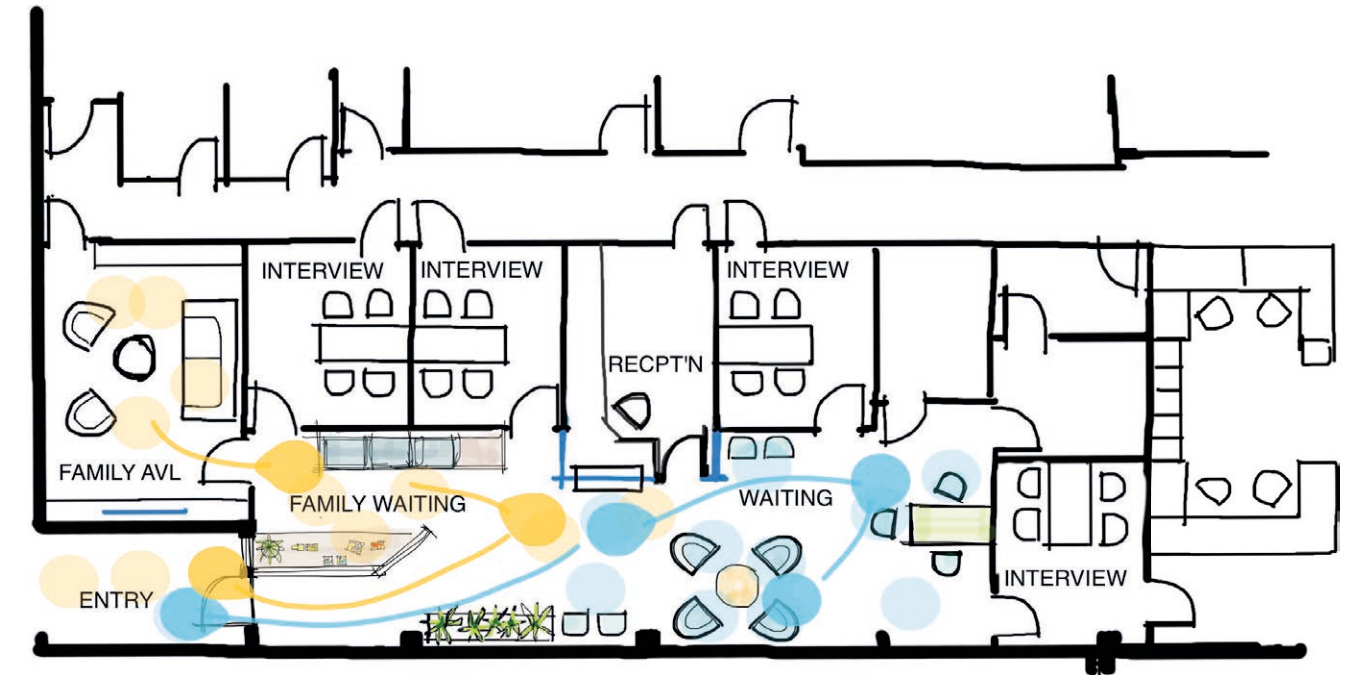 INTERVIEW
INTERVIEW
INTERVIEW
RECPT'N
FAMILY AVL
FAMILY WAITING
WAITING
ENTRY
INTERVIEW